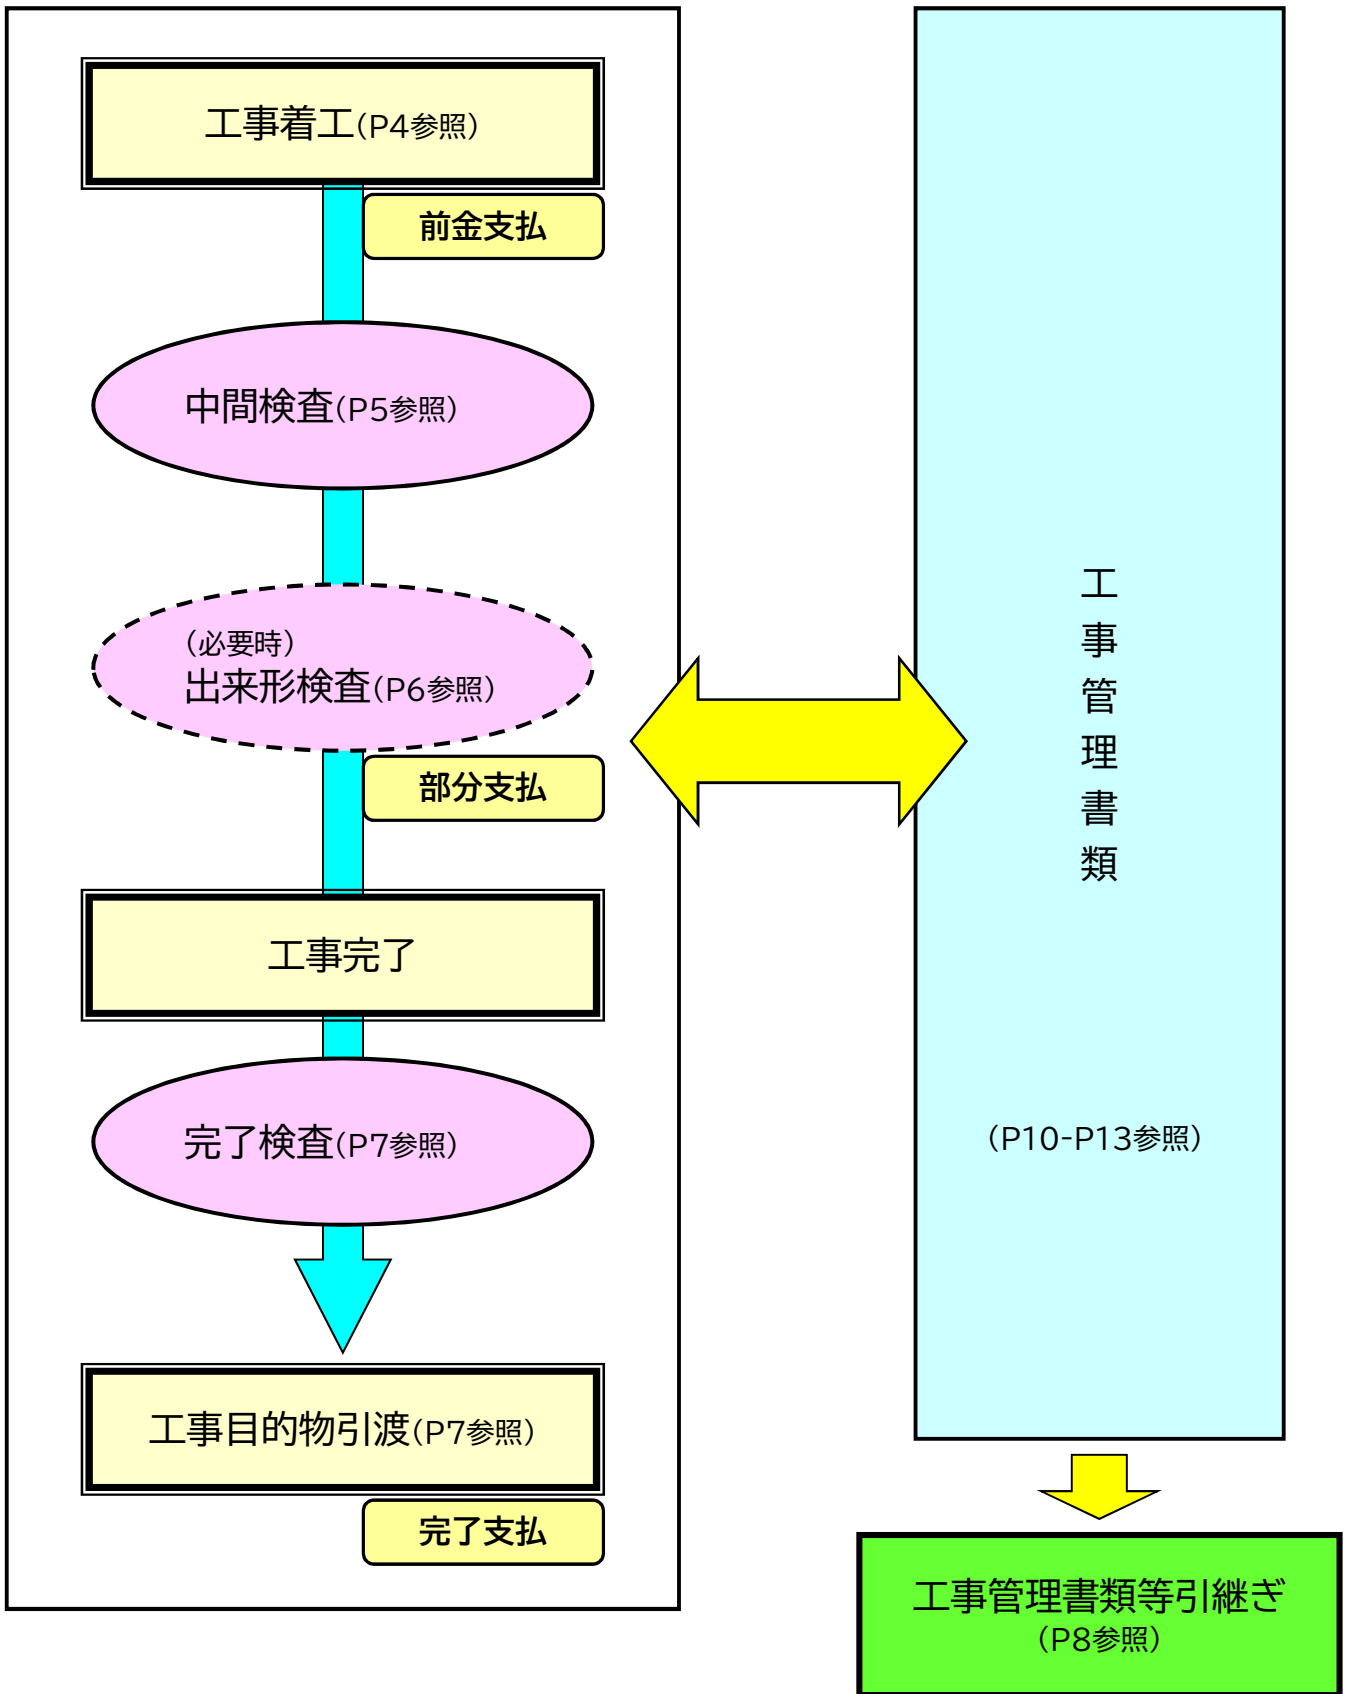 工事着工(P4参照)
前金支払
中間検査(P5参照)
(必要時)
出来形検査(P6参照)
部分支払
工事完了
完了検査(P7参照)
工事目的物引渡(P7参照)
完了支払
工
事
管
理
書
類
(P10-P13参照)
工事管理書類等引継ぎ
(P8参照)